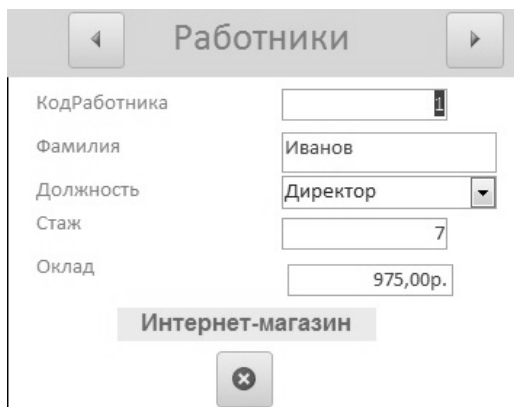 Работники
КодРаботника 1
Фамилия Иванов
Должность Директор
Стаж 7
Оклад 975,00р.
Интернет-магазин